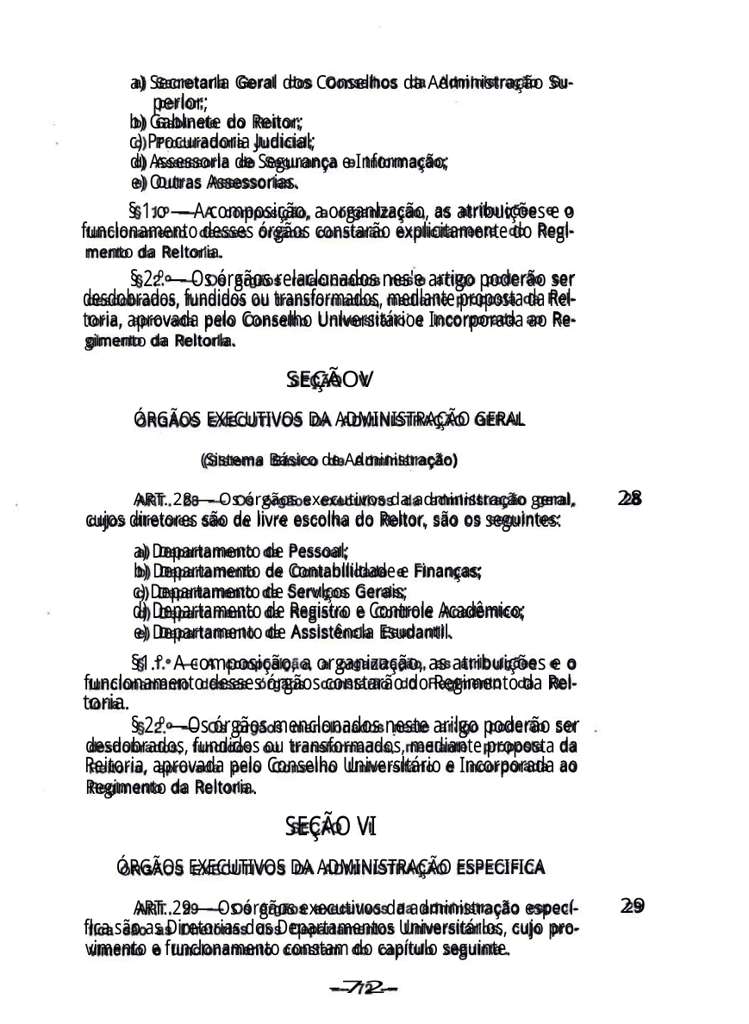 a) Secretaria Geral dos Conselhos da Administração Su-
perior;
b) Gabinete do Reitor;
c) Procuradoria Judicial;
d) Assessoria de Segurança e Informação;
e) Outras Assessorias.
§ 1.º — A composição, a organização, as atribuições e o
funcionamento desses órgãos constarão explicitamente do Regi-
mento da Reitoria.
§ 2.º — Os órgãos relacionados neste artigo poderão ser
desdobrados, fundidos ou transformados, mediante proposta da Rei-
toria, aprovada pelo Conselho Universitário e Incorporada ao Re-
gimento da Reitoria.
SEÇÃO V
ÓRGÃOS EXECUTIVOS DA ADMINISTRAÇÃO GERAL
(Sistema Básico de Administração)
ART. 28 — Os órgãos executivos da administração geral, 28
cujos diretores são de livre escolha do Reitor, são os seguintes:
a) Departamento de Pessoal;
b) Departamento de Contabilidade e Finanças;
c) Departamento de Serviços Gerais;
d) Departamento de Registro e Controle Acadêmico;
e) Departamento de Assistência Esudantil.
§ 1.º A composição, a organização, as atribuições e o
funcionamento desses órgãos constarão do Regimento da Rei-
toria.
§ 2.º — Os órgãos mencionados neste arilgo poderão ser
desdobrados, fundidos ou transformados, mediante proposta da
Reitoria, aprovada pelo Conselho Universitário e Incorporada ao
Regimento da Reitoria.
SEÇÃO VI
ÓRGÃOS EXECUTIVOS DA ADMINISTRAÇÃO ESPECIFICA
ART. 29 — Os órgãos executivos da administração especí- 29
fica são as Diretorias dos Departamentos Universitários, cujo pro-
vimento e funcionamento constam do capítulo seguinte.